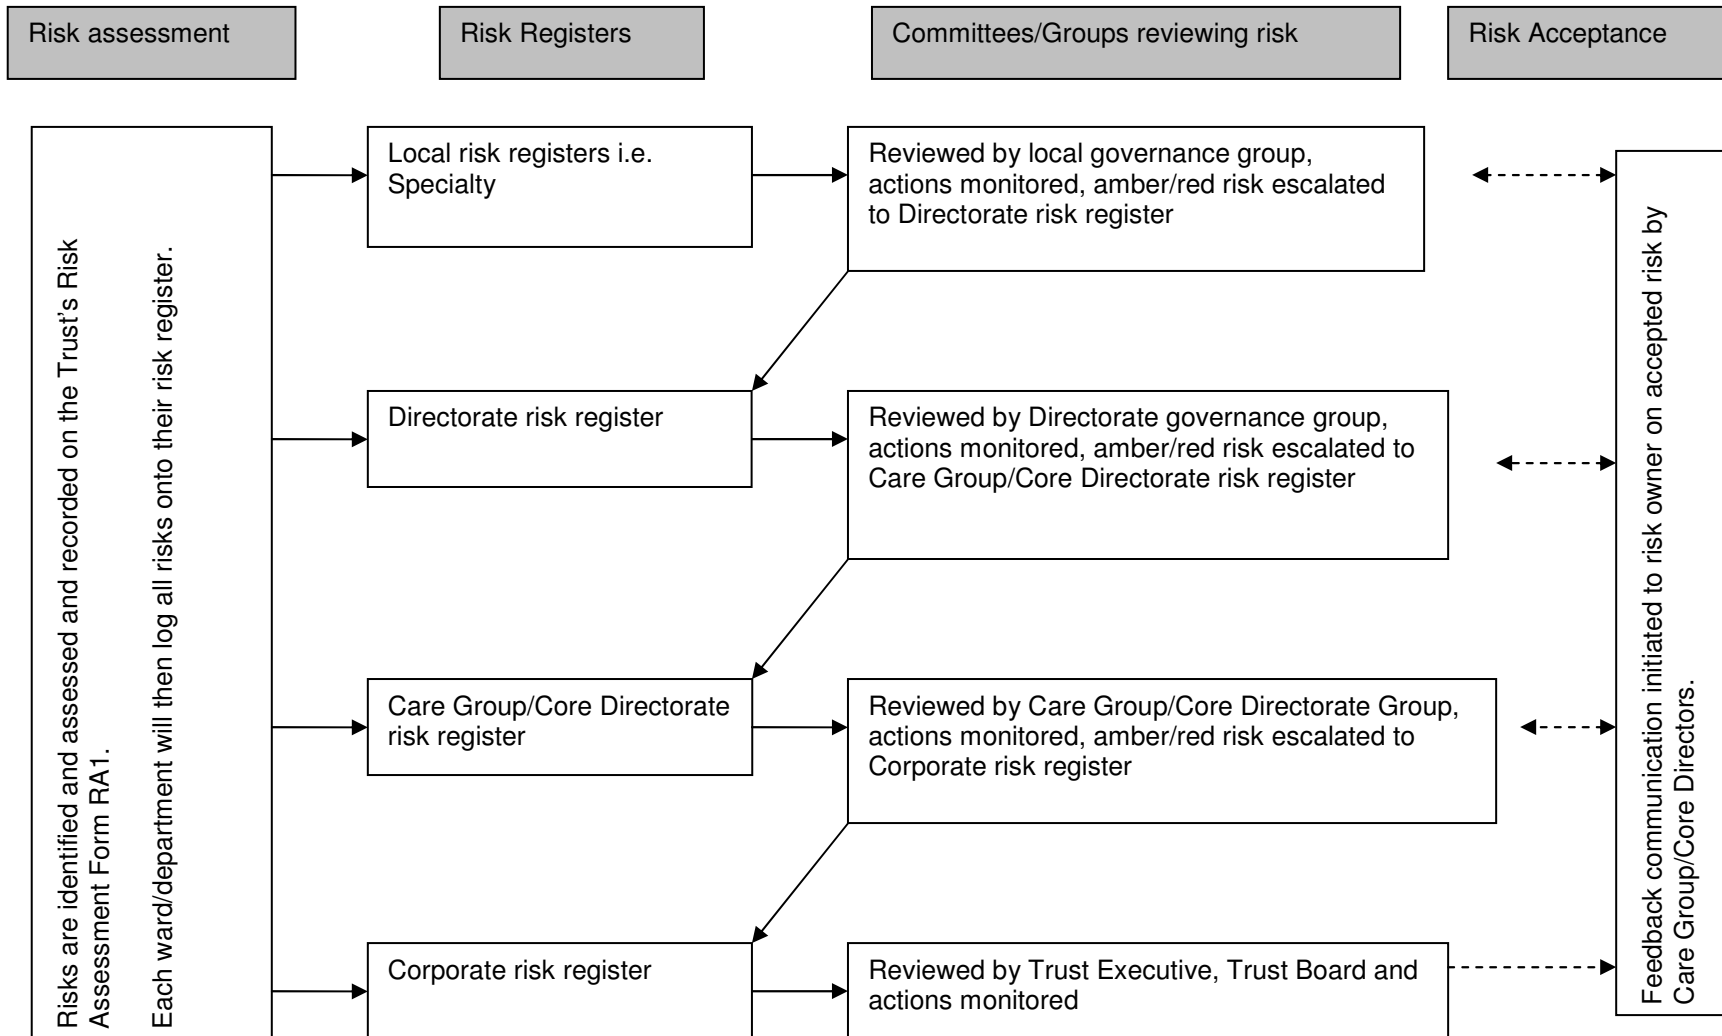 Risk assessment
Risk Registers
Committees/Groups reviewing risk
Risk Acceptance
Risks are identified and assessed and recorded on the Trust's Risk
Assessment Form RA1.
Each ward/department will then log all risks onto their risk register.
Local risk registers i.e.
Specialty
Reviewed by local governance group,
actions monitored, amber/red risk escalated
to Directorate risk register
Directorate risk register
Reviewed by Directorate governance group,
actions monitored, amber/red risk escalated to
Care Group/Core Directorate risk register
Care Group/Core Directorate
risk register
Reviewed by Care Group/Core Directorate Group,
actions monitored, amber/red risk escalated to
Corporate risk register
Corporate risk register
Reviewed by Trust Executive, Trust Board and
actions monitored
Feedback communication initiated to risk owner on accepted risk by
Care Group/Core Directors.